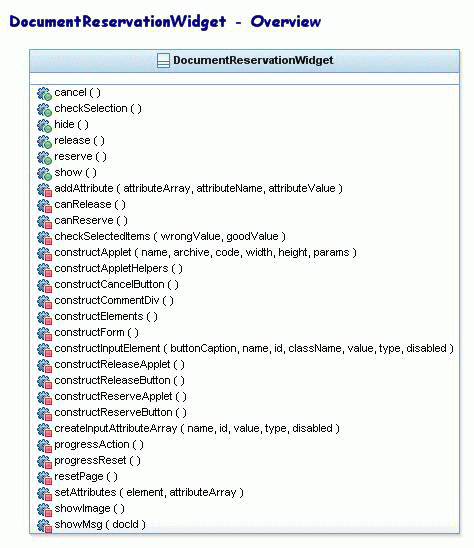 DocumentReservationWidget - Overview
DocumentReservationWidget
cancel ( )
checkSelection ( )
hide ( )
release ( )
reserve ( )
show ( )
addAttribute ( attributeArray, attributeName, attributeValue )
canRelease ( )
canReserve ( )
checkSelectedItems ( wrongValue, goodValue )
constructApplet ( name, archive, code, width, height, params )
constructAppletHelpers ( )
constructCancelButton ( )
constructCommentDiv ( )
constructElements ( )
constructForm ( )
constructInputElement ( buttonCaption, name, id, className, value, type, disabled )
constructReleaseApplet ( )
constructReleaseButton ( )
constructReserveApplet ( )
constructReserveButton ( )
createInputAttributeArray ( name, id, value, type, disabled )
progressAction ( )
progressReset ( )
resetPage ( )
setAttributes ( element, attributeArray )
showImage ( )
showMsg ( docId )